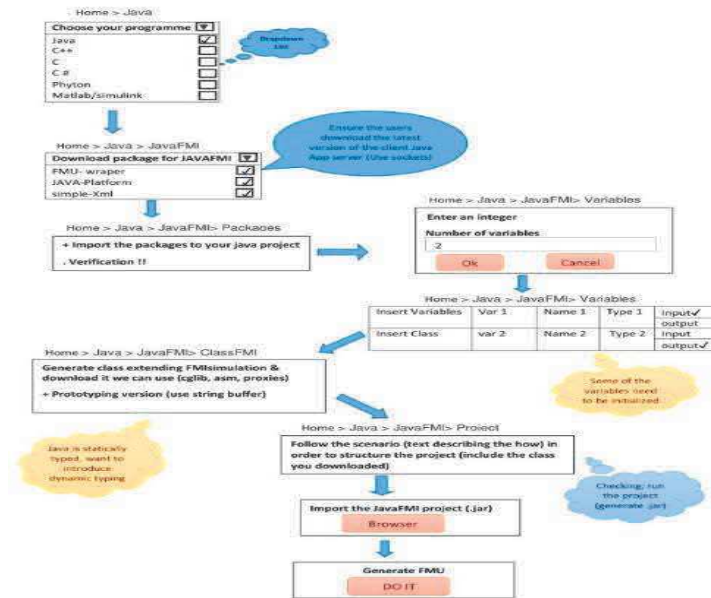 Home > Java
Choose your programme
Java
C++
C
C #
Phyton
Matlab/simulink
Dropdown
List
Home > Java > JavaFMI
Download package for JAVAFMI
FMU- wraper
JAVA-Platform
simple-Xml
Ensure the users
download the latest
version of the client Java
App server (Use sockets)
Home > Java > JavaFMI> Packages
+ Import the packages to your java project
. Verification !!
Home > Java > JavaFMI> Variables
Enter an integer
Number of variables
2
Ok
Cancel
Home > Java > JavaFMI> Variables
Insert Variables Var 1 Name 1 Type 1 Input✓
output
Insert Class var 2 Name 2 Type 2 Input
output✓
Some of the
variables need
to be initialized
Home > Java > JavaFMI> ClassFMI
Generate class extending FMIsimulation &
download it we can use (cglib, asm, proxies)
+ Prototyping version (use string buffer)
Java is statically
typed, want to
introduce
dynamic typing
Home > Java > JavaFMI> Project
Follow the scenario (text describing the how) in
order to structure the project (include the class
you downloaded)
Checking, run
the project
(generate .jar)
Import the JavaFMI project (.jar)
Browser
Generate FMU
DO IT